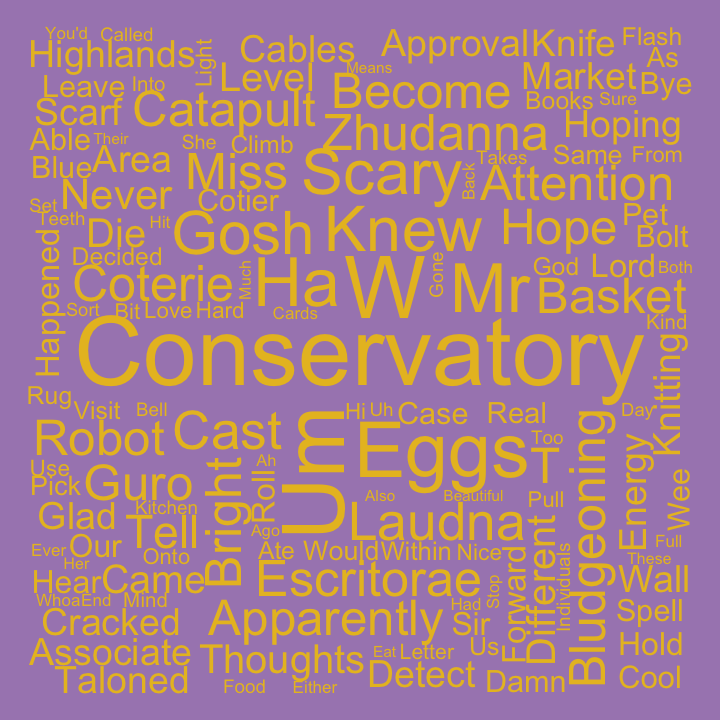 You'd Called
Highlands Light Cables Approval Knife Flash
Leave Into Level Means Become Market As
Scarf Catapult Books Sure Bye
Able Their She Climb Zhudanna Hoping
Blue Area Miss Scary Back Takes Same From
Set Never Cotier Attention
Teeth Die Hit Gosh Knew Hope Pet
Happened Decided Bolt
Coterie Much Ha W Gone Mr God Lord Both
Sort Bit Love Hard Cards Basket
Conservatory Kind
Knitting
Rug Visit Bell Hi Uh Case Real Day
Robot Cast Um Eggs Too
Use Ah T Bludgeoning Energy
Pick Guro Bright Roll Also Beautiful Pull Wee
Glad Kitchen Laudna
Tell Ago Different
Ever Our Onto Ate Would Within Nice Full
Her Individuals These
Hear Came Escritorae Stop Forward Wall
Whoa End Mind Had
Cracked Apparently Sir Spell
Associate Thoughts Eat Letter Us Hold
Taloned Food Either Detect Damn Cool